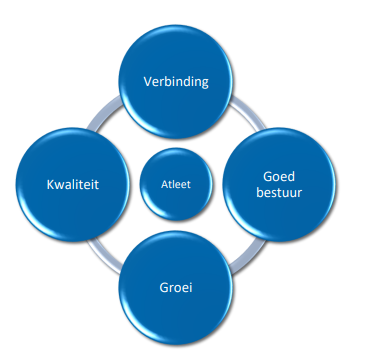 Verbinding
Kwaliteit
Atleet
Goed
bestuur
Groei